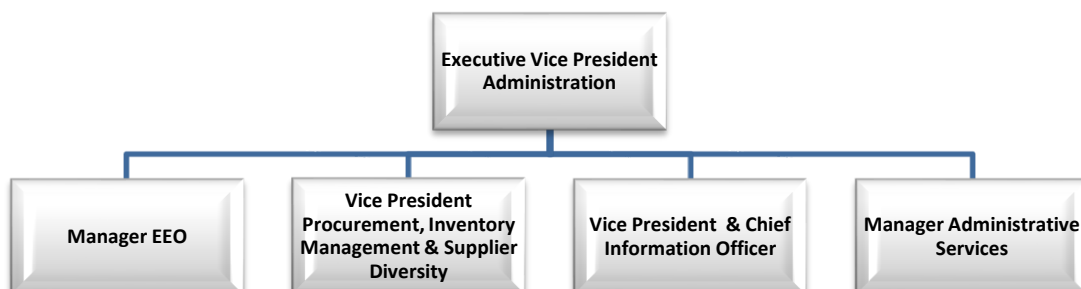 Executive Vice President
Administration
Manager EEO
Vice President
Procurement, Inventory
Management & Supplier
Diversity
Vice President & Chief
Information Officer
Manager Administrative
Services